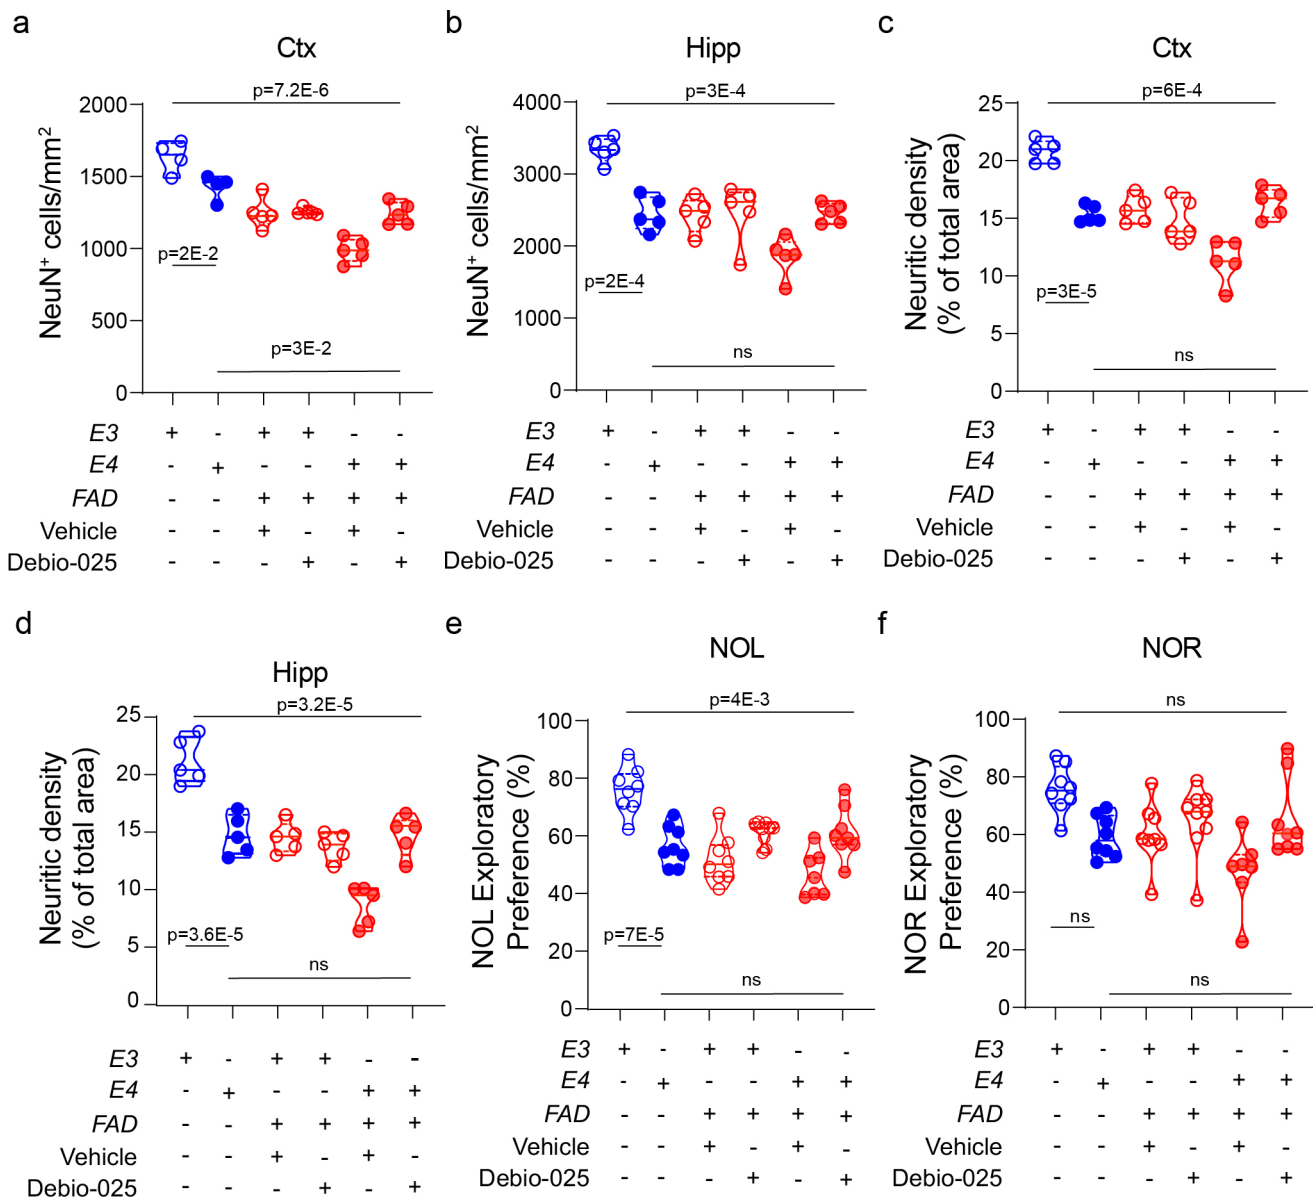 a
Ctx
p=7.2E-6
2000
1500
1000
500
0
NeuN+ cells/mm2
p=2E-2
p=3E-2
E3 + - + + - -
E4 - + - - + +
FAD - - + + + +
Vehicle - - + - + -
Debio-025 - - - + - +
b
Hipp
p=3E-4
4000
3000
2000
1000
0
NeuN+ cells/mm2
p=2E-4
ns
E3 + - + + - -
E4 - + - - + +
FAD - - + + + +
Vehicle - - + - + -
Debio-025 - - - + - +
c
Ctx
p=6E-4
25
20
15
10
5
0
Neuritic density
(% of total area)
p=3E-5
ns
E3 + - + + - -
E4 - + - - + +
FAD - - + + + +
Vehicle - - + - + -
Debio-025 - - - + - +
d
Hipp
p=3.2E-5
25
20
15
10
5
0
Neuritic density
(% of total area)
p=3.6E-5
ns
E3 + - + + - -
E4 - + - - + +
FAD - - + + + +
Vehicle - - + - + -
Debio-025 - - - + - +
e
NOL
p=4E-3
100
80
60
40
20
0
NOL Exploratory
Preference (%)
p=7E-5
ns
E3 + - + + - -
E4 - + - - + +
FAD - - + + + +
Vehicle - - + - + -
Debio-025 - - - + - +
f
NOR
ns
100
80
60
40
20
0
NOR Exploratory
Preference (%)
ns
ns
E3 + - + + - -
E4 - + - - + +
FAD - - + + + +
Vehicle - - + - + -
Debio-025 - - - + - +